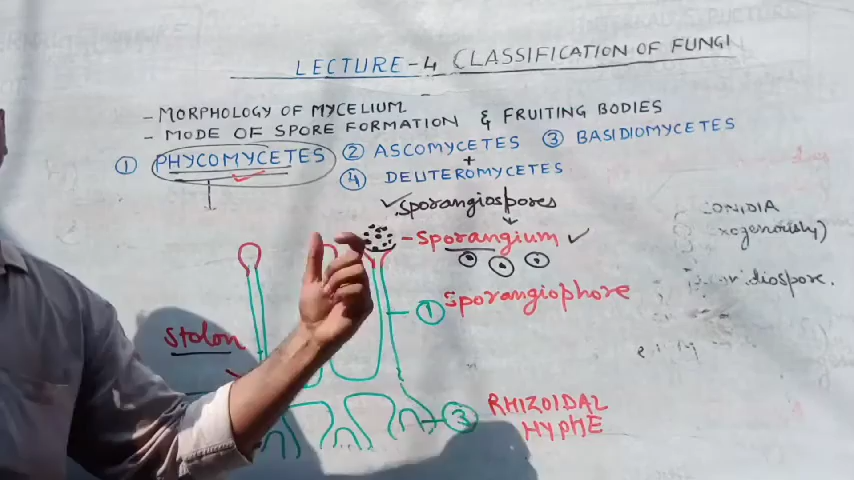 LECTURE-4 CLASSIFICATION OF FUNGI
- MORPHOLOGY OF MYCELIUM
- MODE OF SPORE FORMATION & FRUITING BODIES
① PHYCOMYCETES ② ASCOMYCETES ③ BASIDIOMYCETES
+
④ DEUTEROMYCETES
✓Sporangiospores
-Sporangium ✓
① Sporangiophore
Stolon
③ RHIZOIDAL
HYPHE